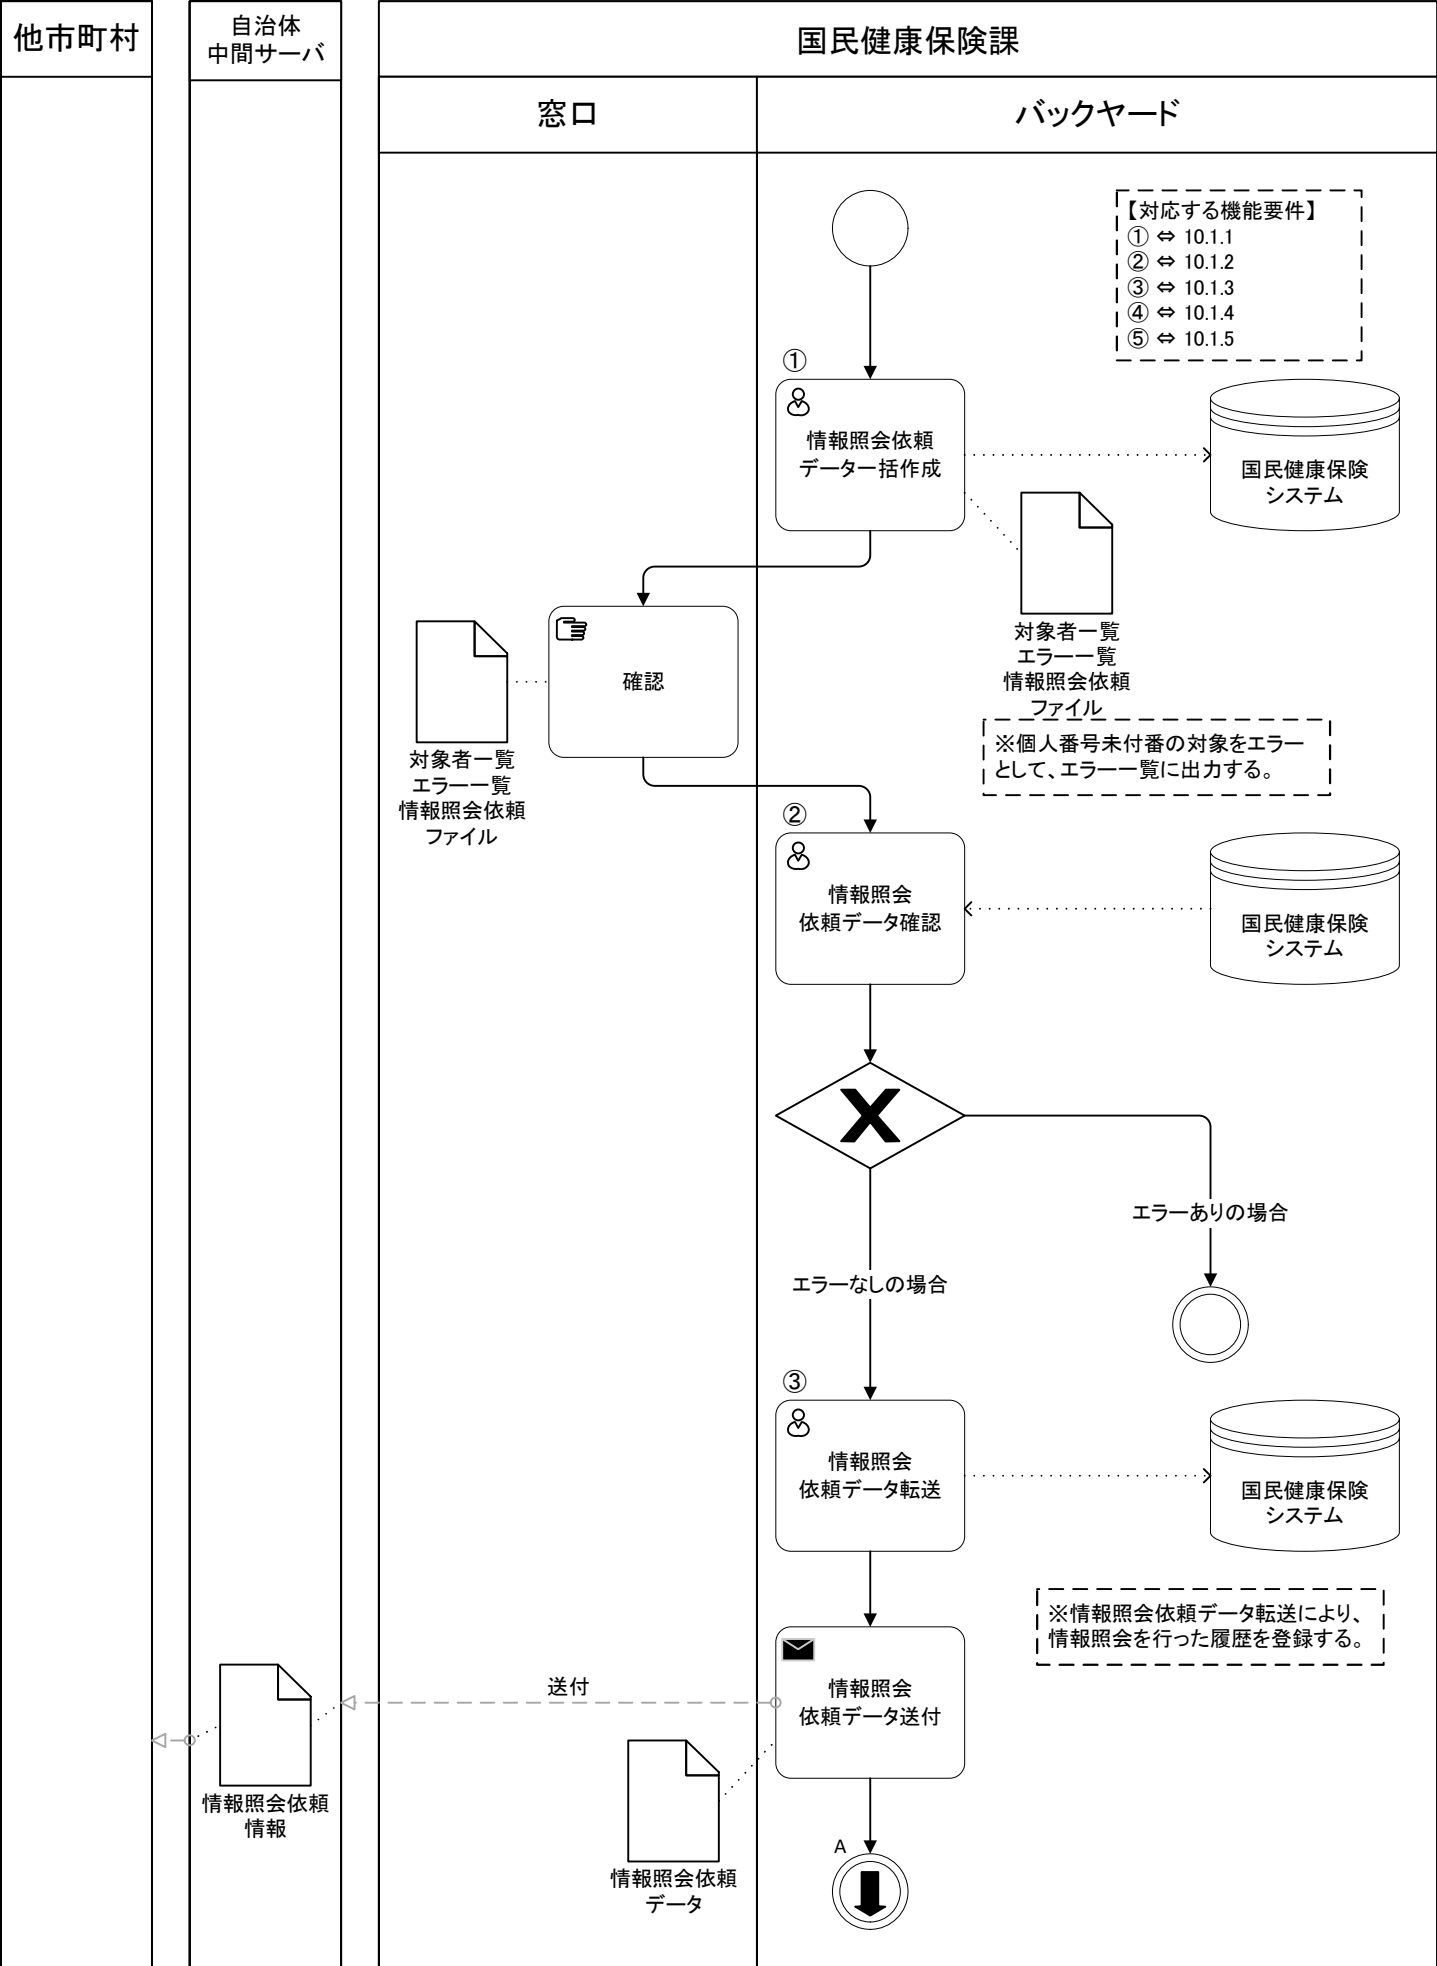 他市町村
自治体
中間サーバ
国民健康保険課
窓口
バックヤード
【対応する機能要件】
① ⇔ 10.1.1
② ⇔ 10.1.2
③ ⇔ 10.1.3
④ ⇔ 10.1.4
⑤ ⇔ 10.1.5
①
情報照会依頼
データ一括作成
国民健康保険
システム
対象者一覧
エラー一覧
情報照会依頼
ファイル
確認
対象者一覧
エラー一覧
情報照会依頼
ファイル
※個人番号未付番の対象をエラー
として、エラー一覧に出力する。
②
情報照会
依頼データ確認
国民健康保険
システム
エラーありの場合
エラーなしの場合
③
情報照会
依頼データ転送
国民健康保険
システム
※情報照会依頼データ転送により、
情報照会を行った履歴を登録する。
送付
情報照会
依頼データ送付
情報照会依頼
情報
情報照会依頼
データ
A